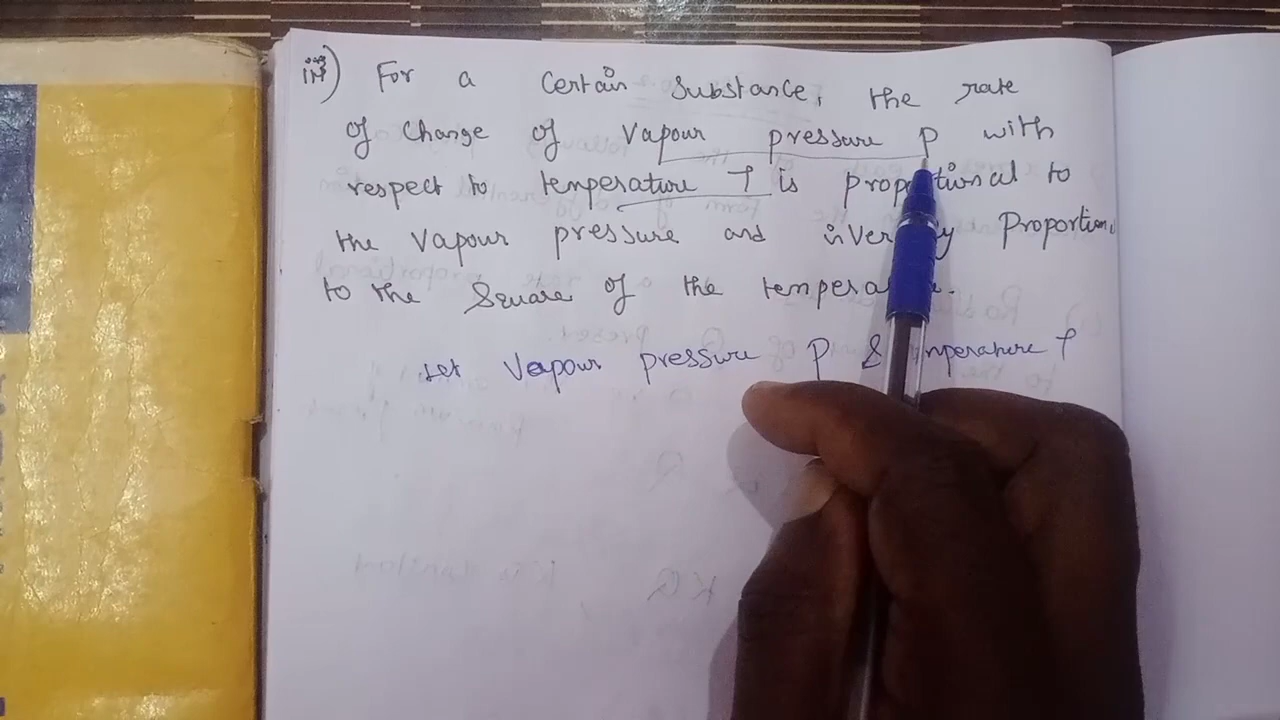 iii) For a certain substance, the rate
of change of vapour pressure P with
respect to temperature T is proportional to
the vapour pressure and inversely proportional
to the square of the temperature.
Let vapour pressure P & temperature T